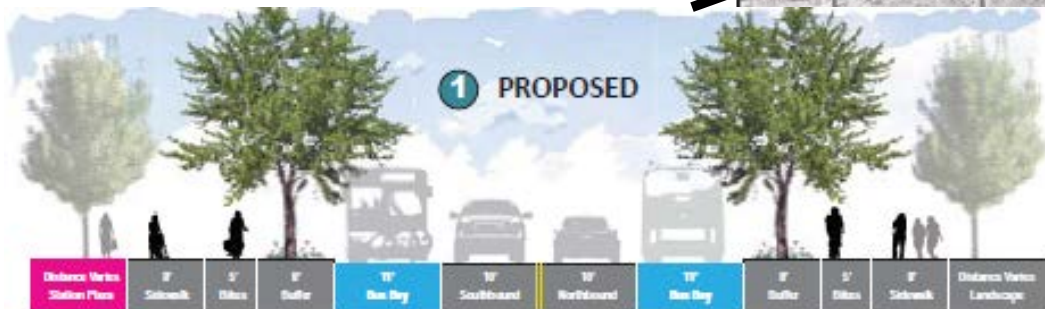 1 PROPOSED
Distance Varies
Station Plaza
8'
Sidewalk
5'
Bikes
8'
Buffer
11'
Bus Bay
10'
Southbound
10'
Northbound
11'
Bus Bay
8'
Buffer
5'
Bikes
8'
Sidewalk
Distance Varies
Landscape